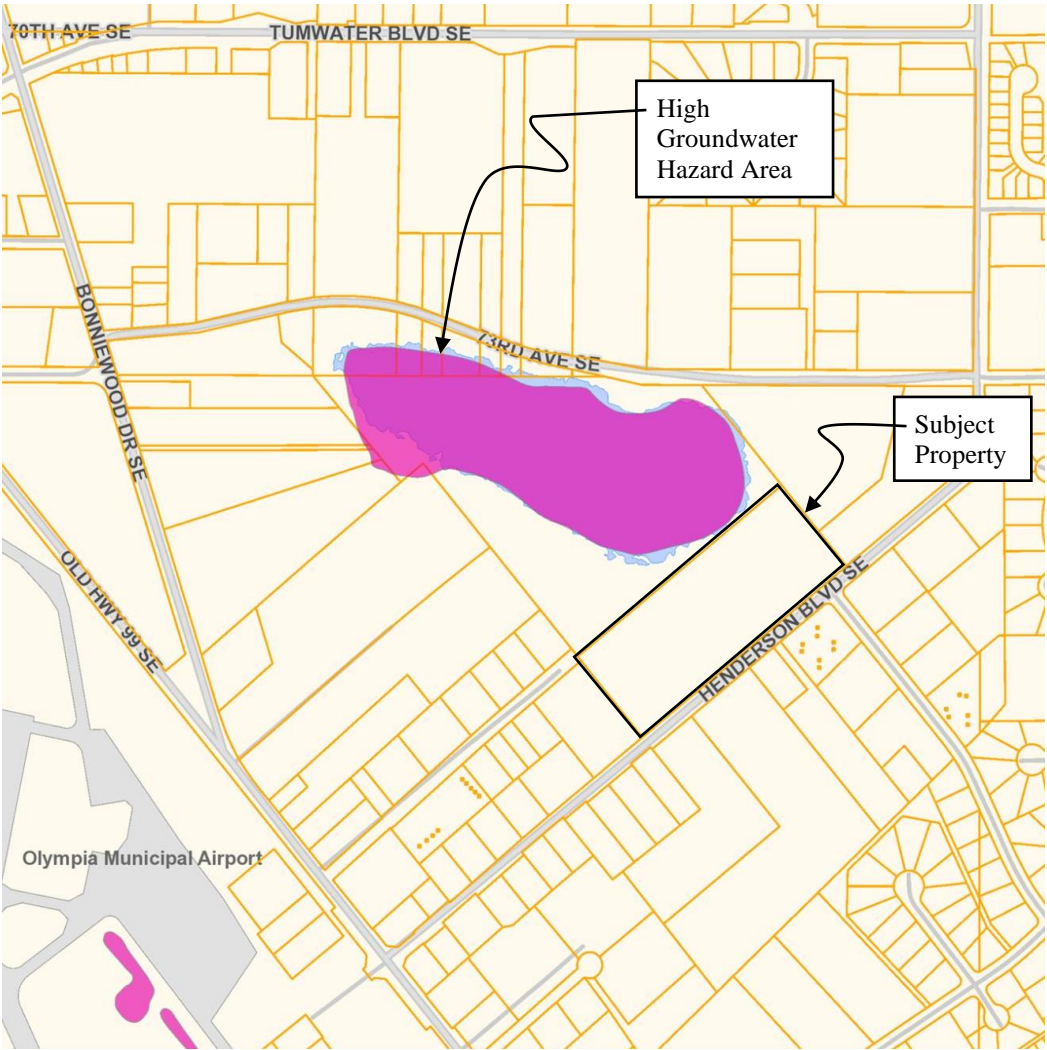 70TH AVE SE
TUMWATER BLVD SE
High
Groundwater
Hazard Area
BONNIEWOOD DR SE
73RD AVE SE
Subject
Property
OLD HWY 99 SE
HENDERSON BLVD SE
Olympia Municipal Airport